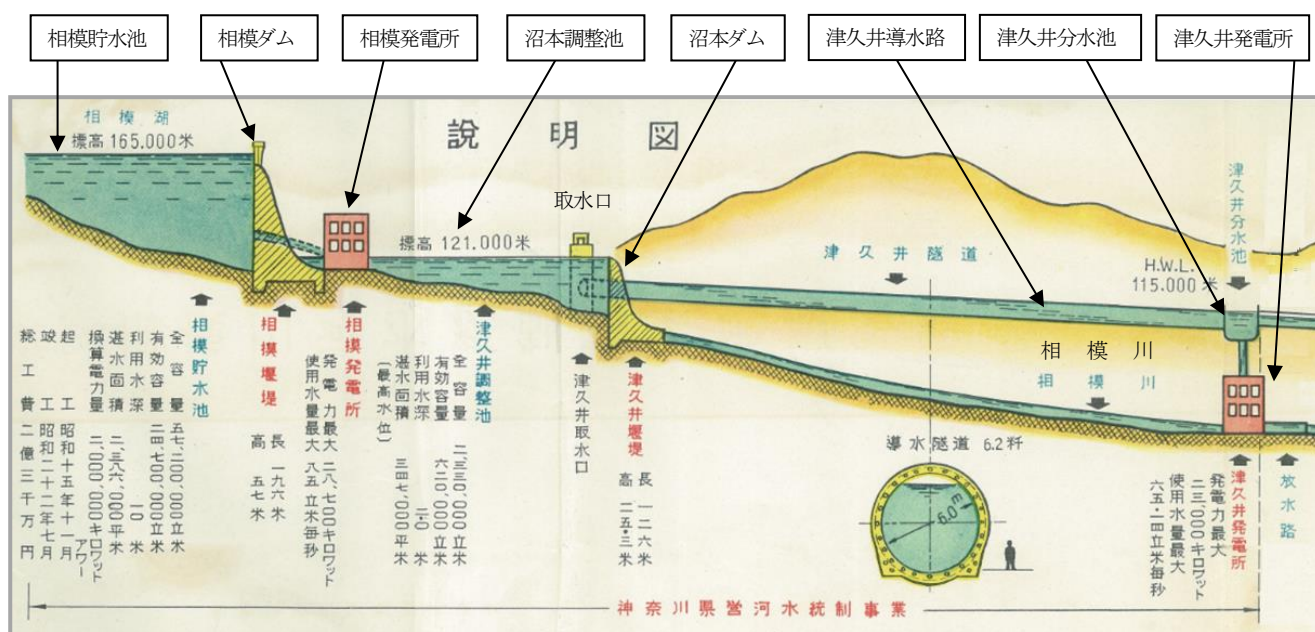 相模貯水池
相模ダム
相模発電所
沼本調整池
沼本ダム
津久井導水路
津久井分水池
津久井発電所
説明図
相模湖
標高 165.000米
取水口
標高 121.000米
津久井隧道
津久井分水池
H.W.L.
115.000米
相模川
相模川
導水隧道 6.2粁
6.0
相模貯水池
全容量 五七、二〇〇、〇〇〇立米
有効容量 二四、七〇〇、〇〇〇立米
利用水深 一〇米
湛水面積 二、三八六、〇〇〇平米
換算電力量 二、〇〇〇、〇〇〇キロワットアワー
起工 昭和十五年十一月
竣工 昭和二十二年七月
総工費 二億三千万円
相模堰堤
長 一九六米
高 五七米
相模発電所
発電力最大 二八、七〇〇キロワット
使用水量最大 八五立米毎秒
津久井調整池
全容量 二、三三〇、〇〇〇立米
有効容量 六二〇、〇〇〇立米
利用水深 二・〇米
湛水面積 三四七、〇〇〇平米
(最高水位)
津久井取水口
津久井堰堤
長 一二六米
高 二五・三米
津久井発電所
発電力最大
二三、〇〇〇キロワット
使用水量最大
六五・四立米毎秒
放水路
神奈川県営河水統制事業